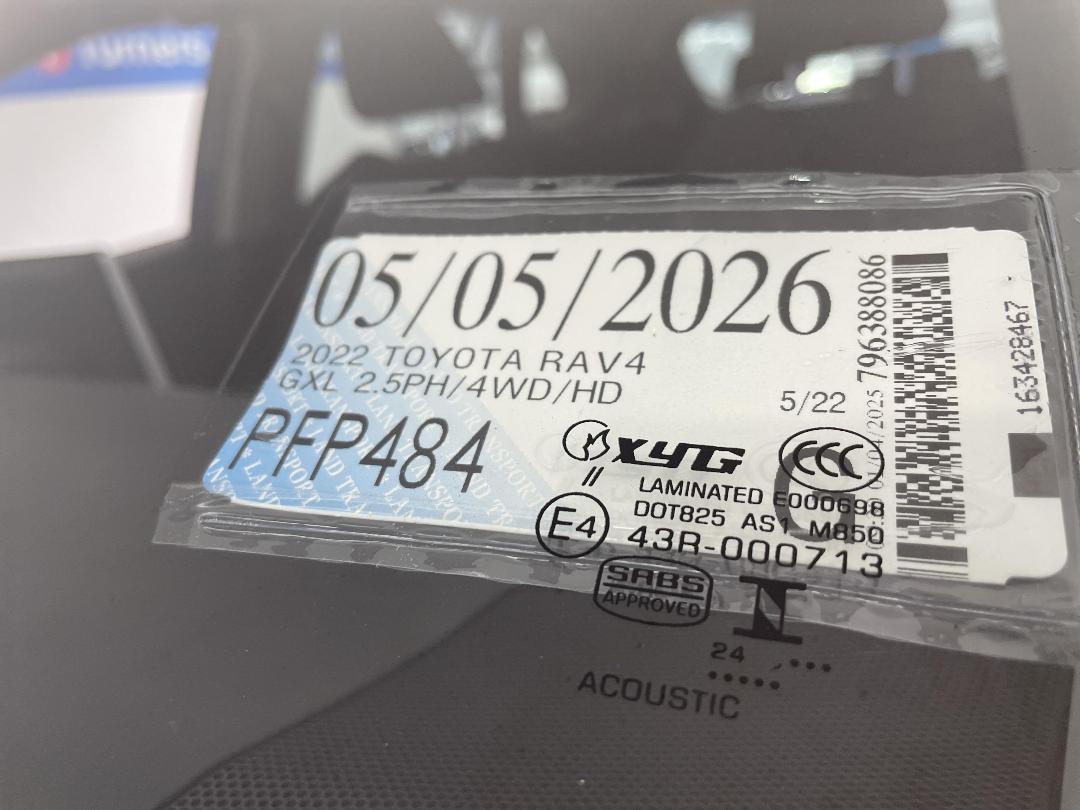 05/05/2026
2022 TOYOTA RAV4
GXL 2.5PH/4WD/HD
5/22
PFP484
796388086
163428467
G
XYG
CCC
//
LAMINATED E000698
DOT825 AS1 M850
E4
43R-000713
SABS
APPROVED
24
ACOUSTIC